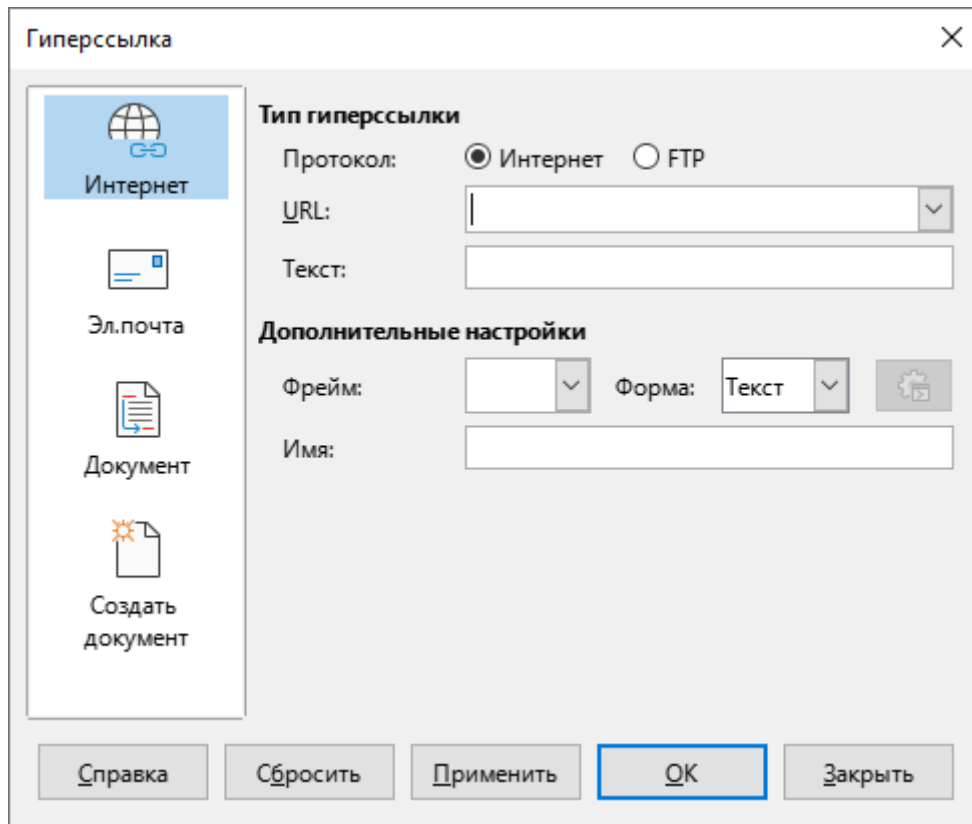 Гиперссылка
Интернет
Эл.почта
Документ
Создать
документ
Тип гиперссылки
Протокол: Интернет FTP
URL:
Текст:
Дополнительные настройки
Фрейм: Форма: Текст
Имя:
Справка Сбросить Применить OK Закрыть